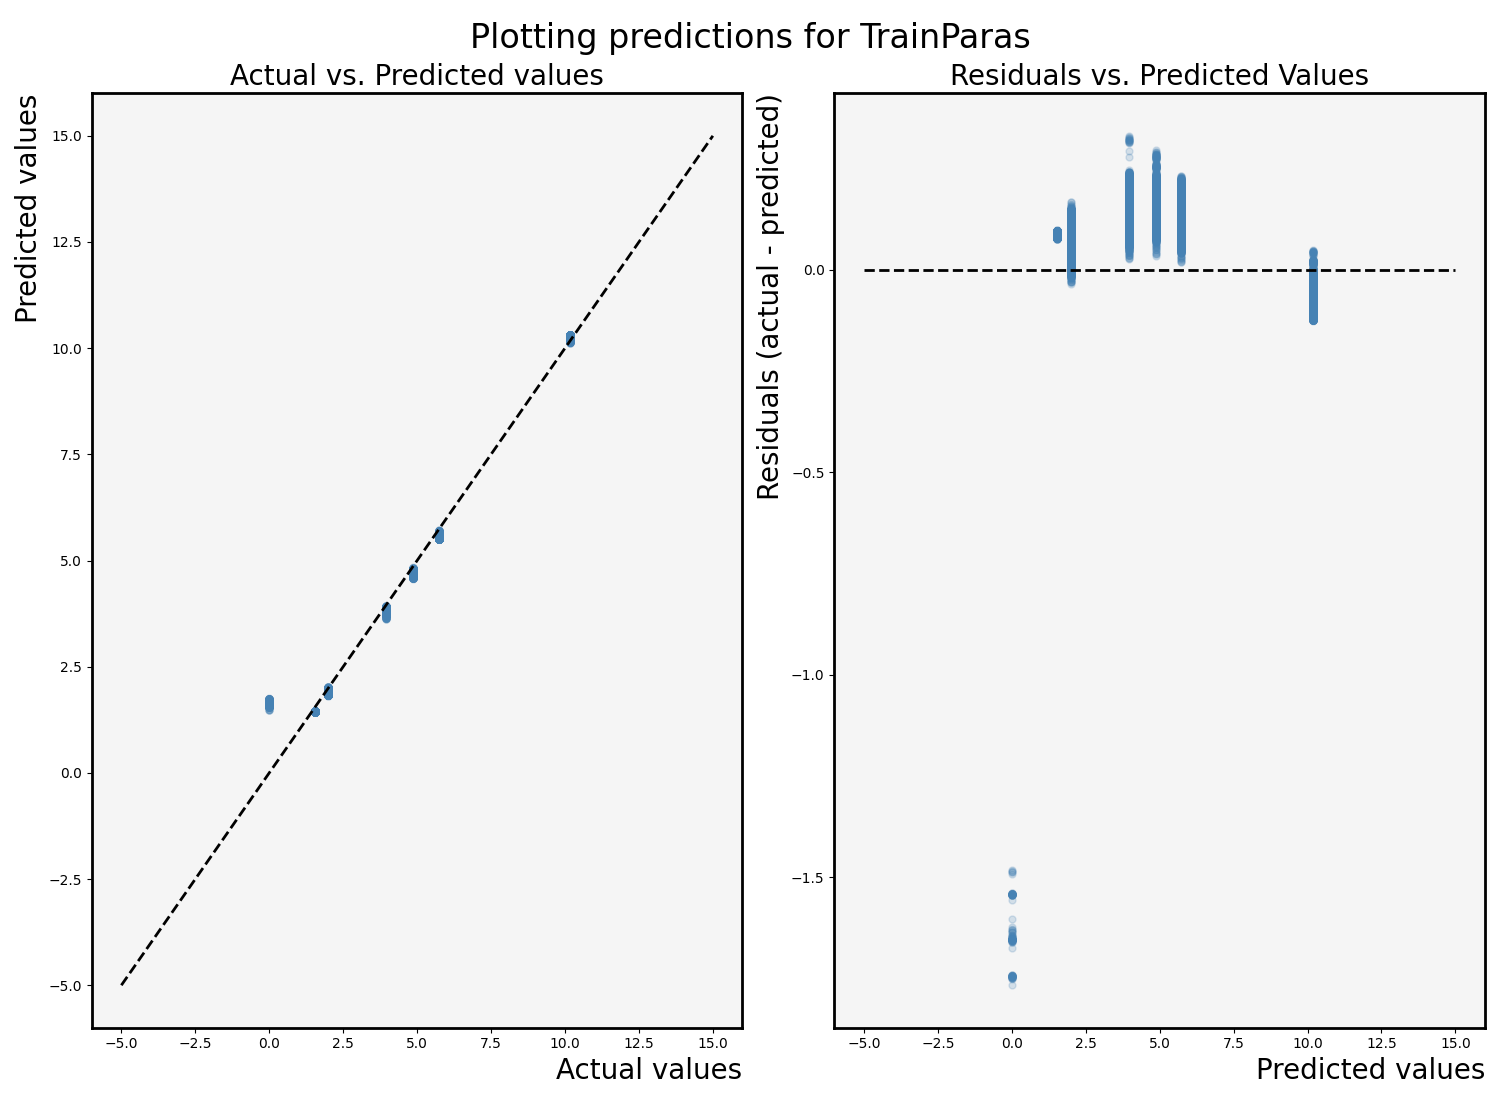 Plotting predictions for TrainParas
Actual vs. Predicted values
Predicted values
15.0
12.5
10.0
7.5
5.0
2.5
0.0
−2.5
−5.0
−5.0 −2.5 0.0 2.5 5.0 7.5 10.0 12.5 15.0
Actual values
Residuals vs. Predicted Values
Residuals (actual - predicted)
0.0
−0.5
−1.0
−1.5
−5.0 −2.5 0.0 2.5 5.0 7.5 10.0 12.5 15.0
Predicted values